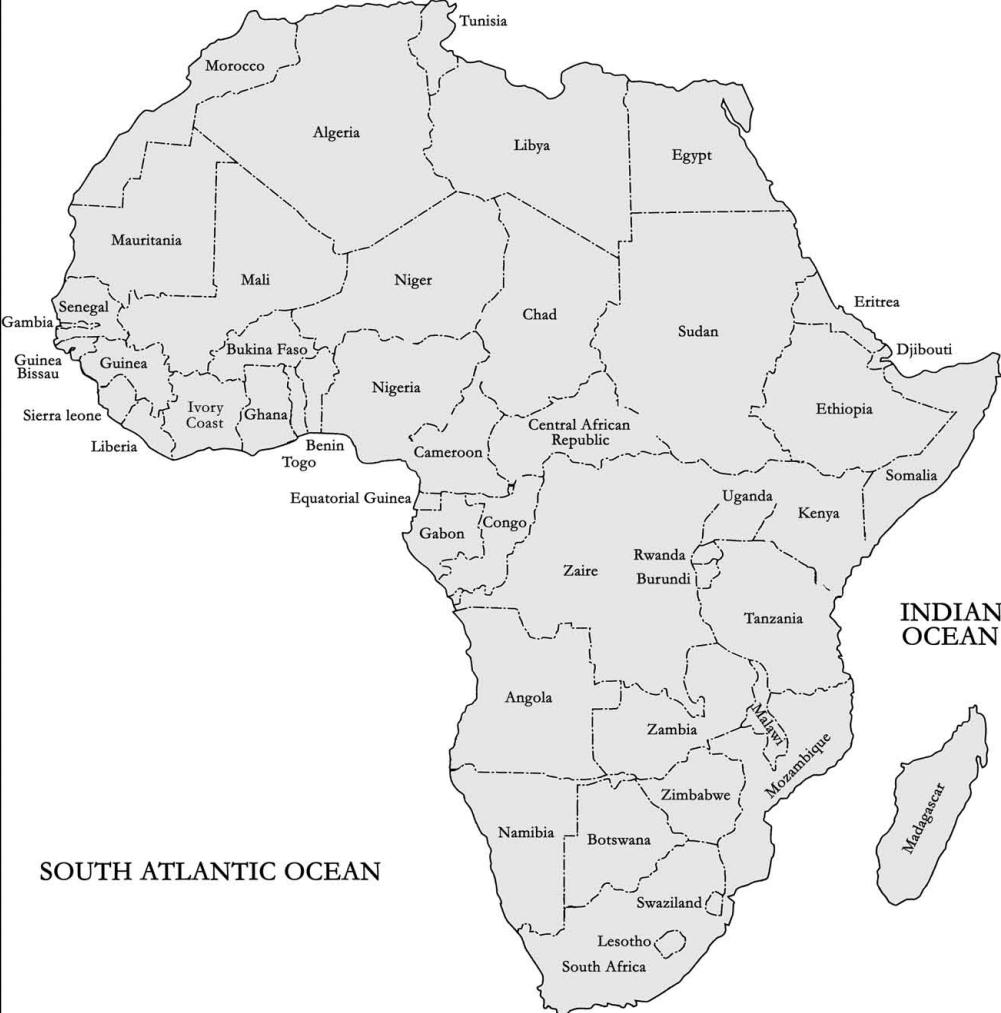 Tunisia
Morocco
Algeria
Libya
Egypt
Mauritania
Mali
Niger
Chad
Sudan
Eritrea
Senegal
Gambia
Djibouti
Guinea
Bissau
Guinea
Bukina Faso
Nigeria
Ethiopia
Sierra leone
Ivory
Coast
Ghana
Central African
Republic
Liberia
Togo
Benin
Cameroon
Somalia
Equatorial Guinea
Uganda
Kenya
Gabon
Congo
Rwanda
Burundi
Zaire
Tanzania
INDIAN
OCEAN
Angola
Zambia
Malawi
Mozambique
Zimbabwe
Namibia
Botswana
Madagascar
SOUTH ATLANTIC OCEAN
Swaziland
Lesotho
South Africa